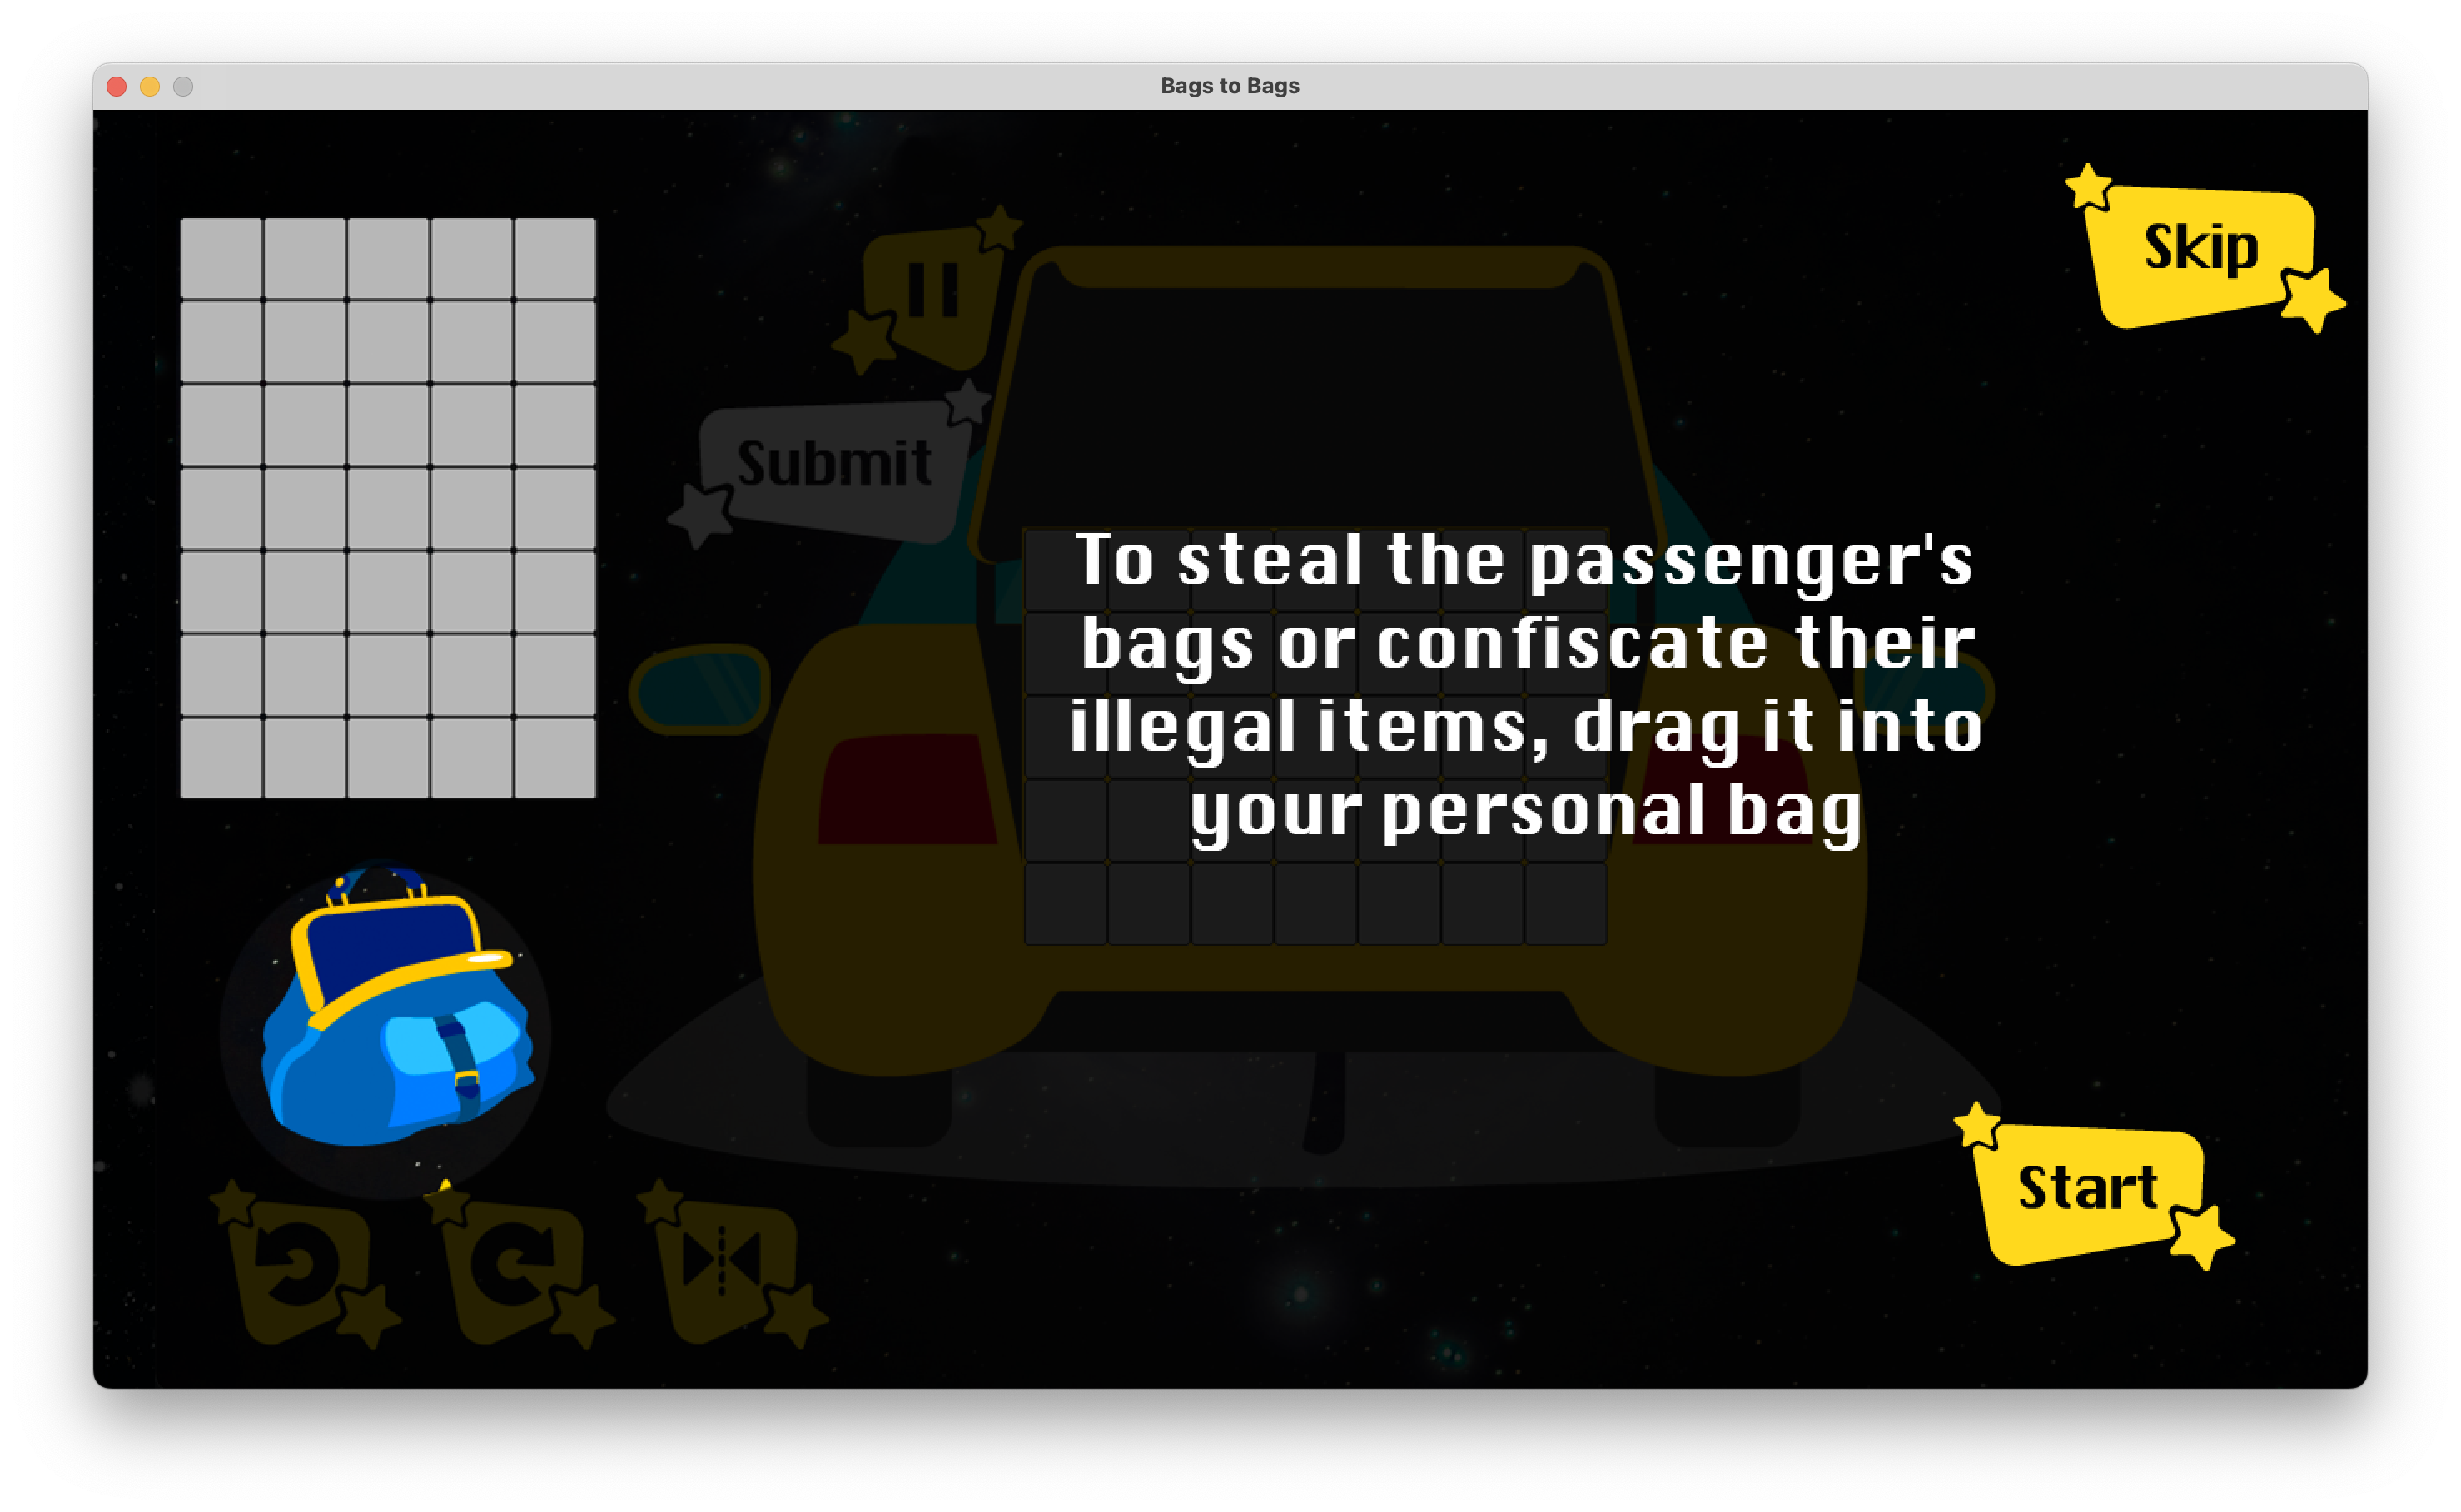 Bags to Bags
Skip
Submit
To steal the passenger's
bags or confiscate their
illegal items, drag it into
your personal bag
Start